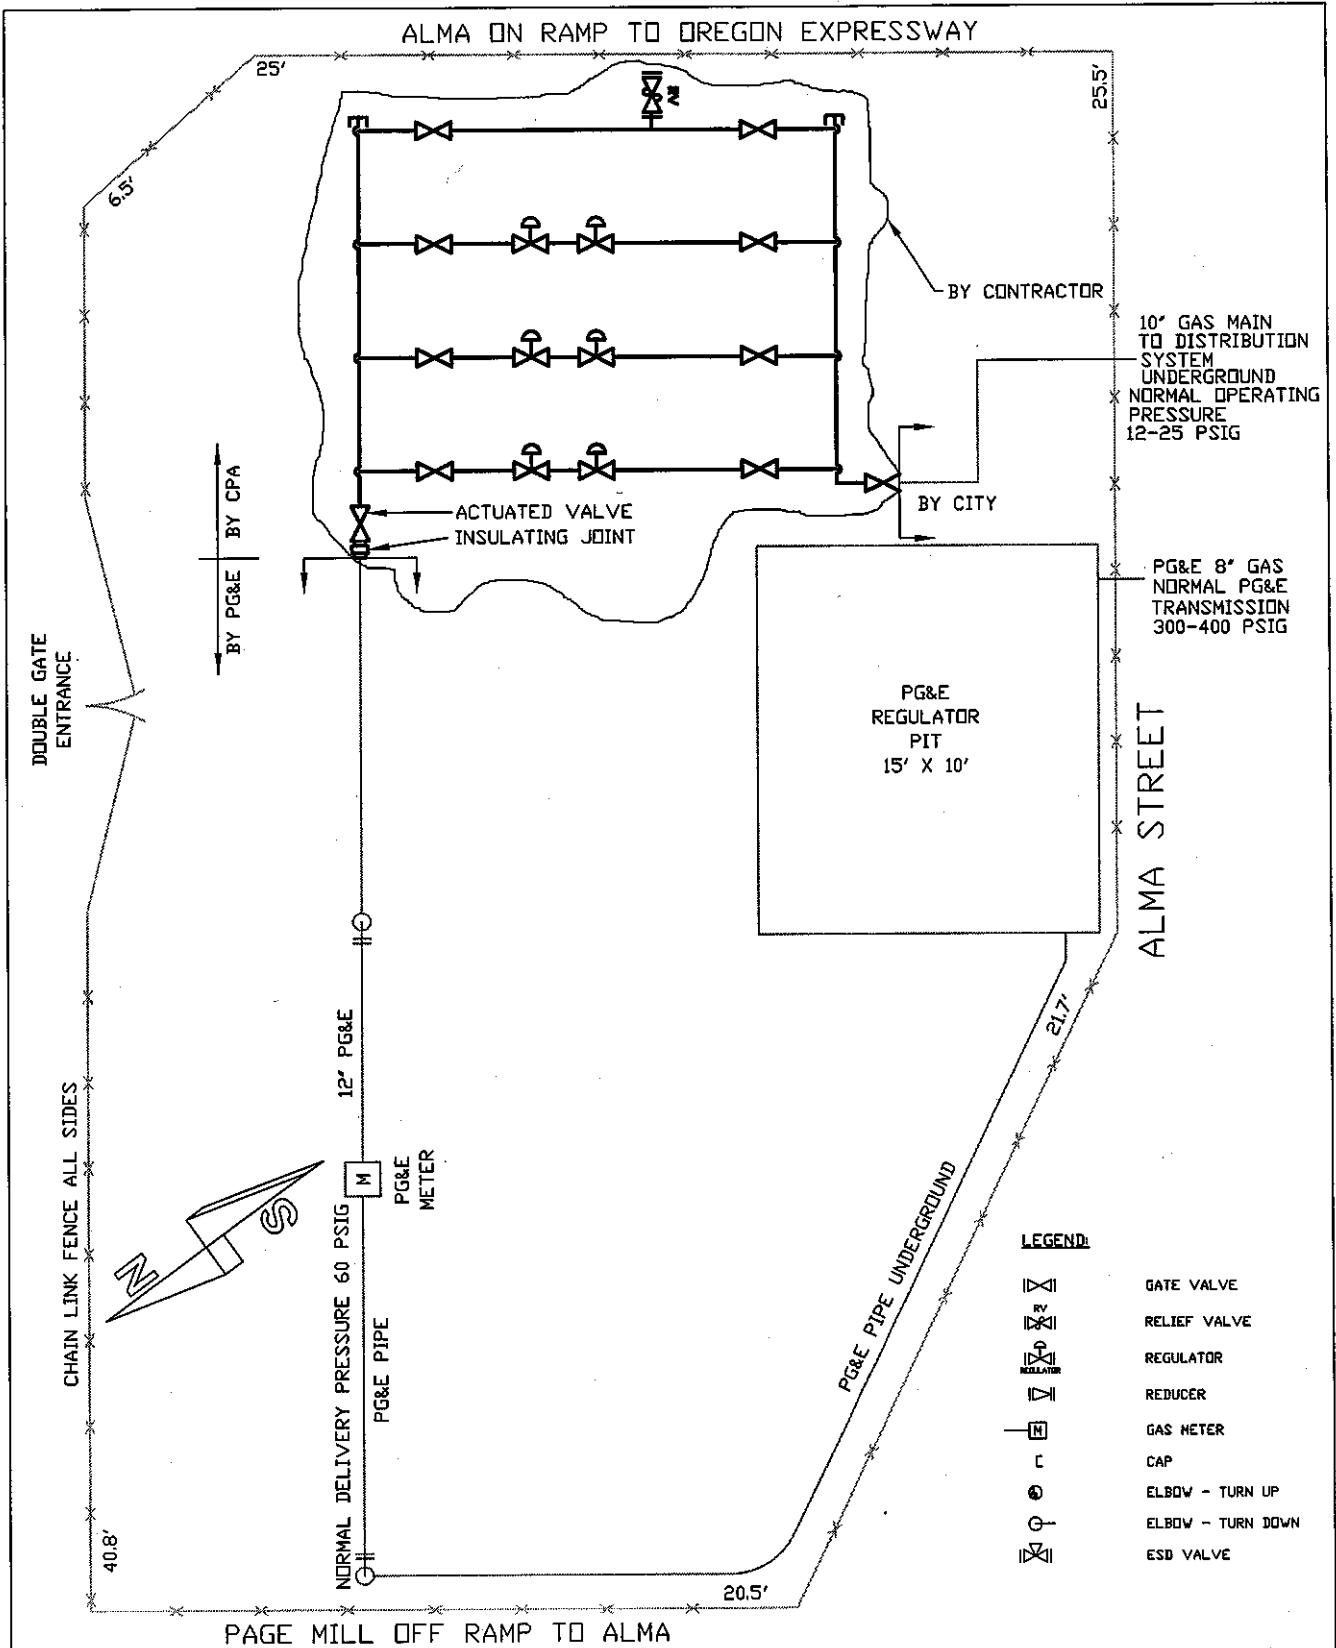 ALMA ON RAMP TO OREGON EXPRESSWAY
25'
25.5'
6.5'
RV
BY CONTRACTOR
10" GAS MAIN
TO DISTRIBUTION
SYSTEM
UNDERGROUND
NORMAL OPERATING
PRESSURE
12-25 PSIG
BY CPA
BY PG&E
ACTUATED VALVE
INSULATING JOINT
BY CITY
PG&E 8" GAS
NORMAL PG&E
TRANSMISSION
300-400 PSIG
DOUBLE GATE
ENTRANCE
PG&E
REGULATOR
PIT
15' X 10'
ALMA STREET
21.7'
12" PG&E
CHAIN LINK FENCE ALL SIDES
M
PG&E
METER
N
S
NORMAL DELIVERY PRESSURE 60 PSIG
PG&E PIPE
PG&E PIPE UNDERGROUND
LEGEND:
GATE VALVE
RV
RELIEF VALVE
REGULATOR
REGULATOR
REDUCER
M
GAS METER
CAP
ELBOW - TURN UP
ELBOW - TURN DOWN
ESD VALVE
40.8'
20.5'
PAGE MILL OFF RAMP TO ALMA